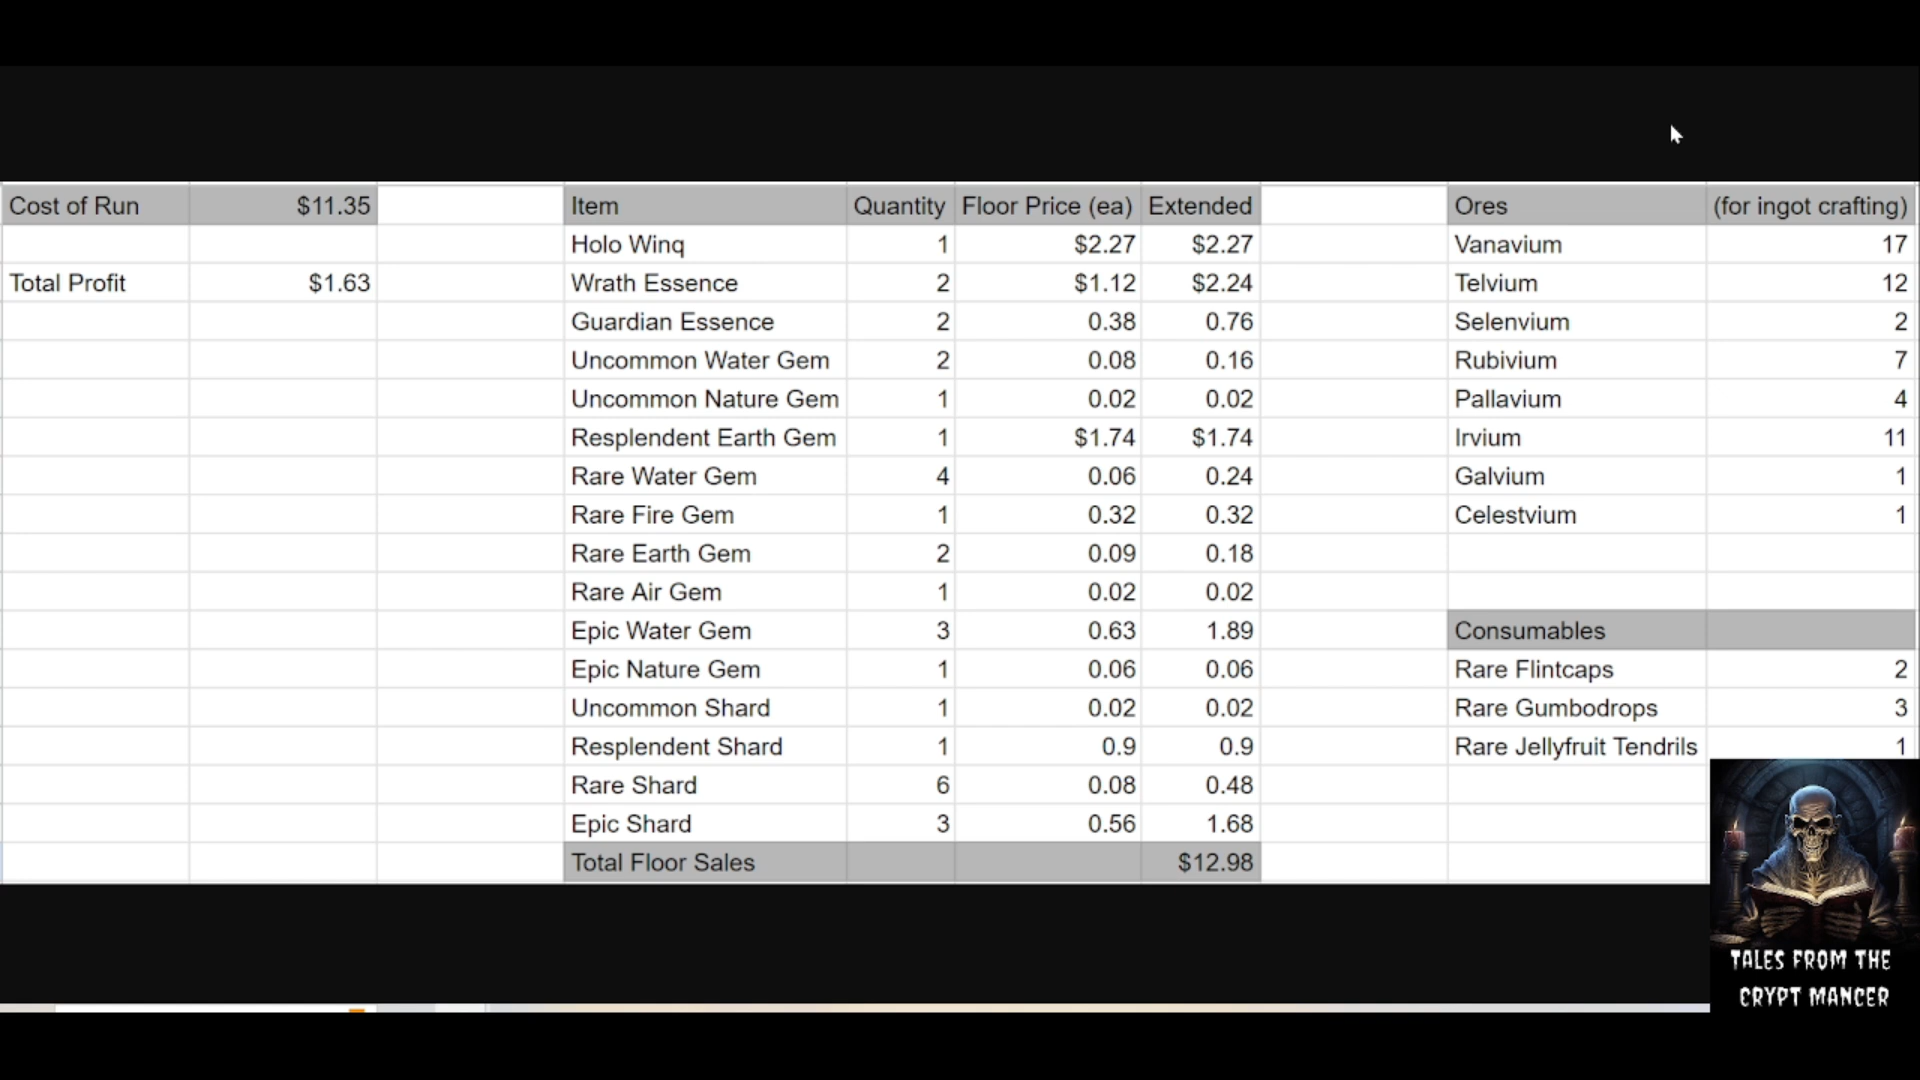 Cost of Run $11.35 Item Quantity Floor Price (ea) Extended Ores (for ingot crafting)
Holo Winq 1 $2.27 $2.27 Vanavium 17
Total Profit $1.63 Wrath Essence 2 $1.12 $2.24 Telvium 12
Guardian Essence 2 0.38 0.76 Selenvium 2
Uncommon Water Gem 2 0.08 0.16 Rubivium 7
Uncommon Nature Gem 1 0.02 0.02 Pallavium 4
Resplendent Earth Gem 1 $1.74 $1.74 Irvium 11
Rare Water Gem 4 0.06 0.24 Galvium 1
Rare Fire Gem 1 0.32 0.32 Celestvium 1
Rare Earth Gem 2 0.09 0.18
Rare Air Gem 1 0.02 0.02
Epic Water Gem 3 0.63 1.89 Consumables
Epic Nature Gem 1 0.06 0.06 Rare Flintcaps 2
Uncommon Shard 1 0.02 0.02 Rare Gumbodrops 3
Resplendent Shard 1 0.9 0.9 Rare Jellyfruit Tendrils 1
Rare Shard 6 0.08 0.48
Epic Shard 3 0.56 1.68
Total Floor Sales $12.98
TALES FROM THE
CRYPT MANCER